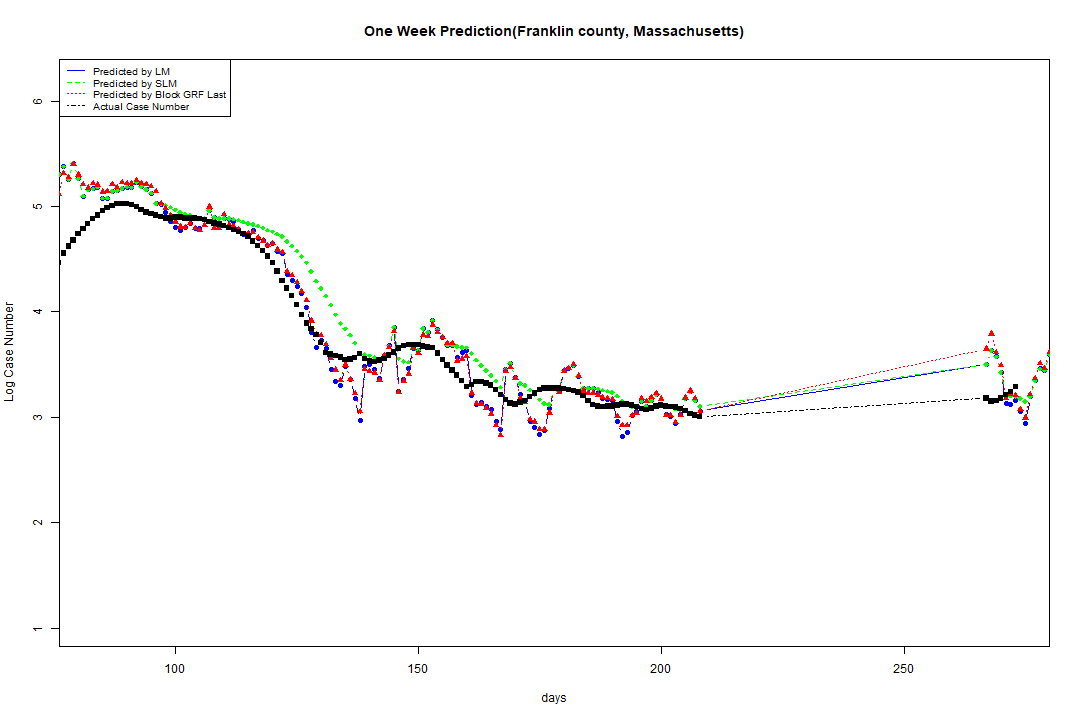 One Week Prediction(Franklin county, Massachusetts)
Predicted by LM
Predicted by SLM
Predicted by Block GRF Last
Actual Case Number
6
5
4
3
2
1
Log Case Number
100
150
200
250
days